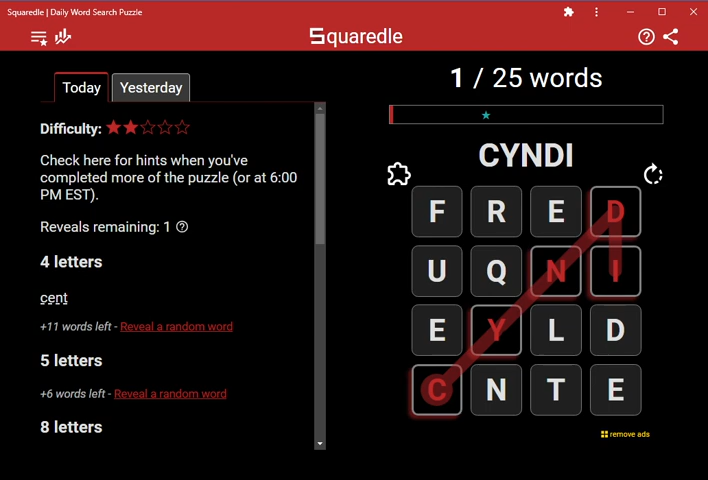 Squaredle | Daily Word Search Puzzle
Squaredle
Today
Yesterday
Difficulty:
Check here for hints when you've
completed more of the puzzle (or at 6:00
PM EST).
Reveals remaining: 1
4 letters
cent
+11 words left - Reveal a random word
5 letters
+6 words left - Reveal a random word
8 letters
1 / 25 words
CYNDI
F R E D
U Q N I
E Y L D
C N T E
remove ads